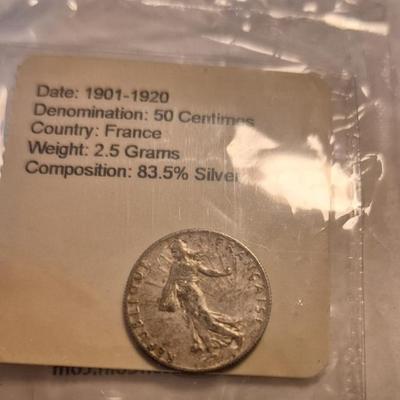 Date: 1901-1920
Denomination: 50 Centimes
Country: France
Weight: 2.5 Grams
Composition: 83.5% Silver
REPUBLIQUE FRANÇAISE